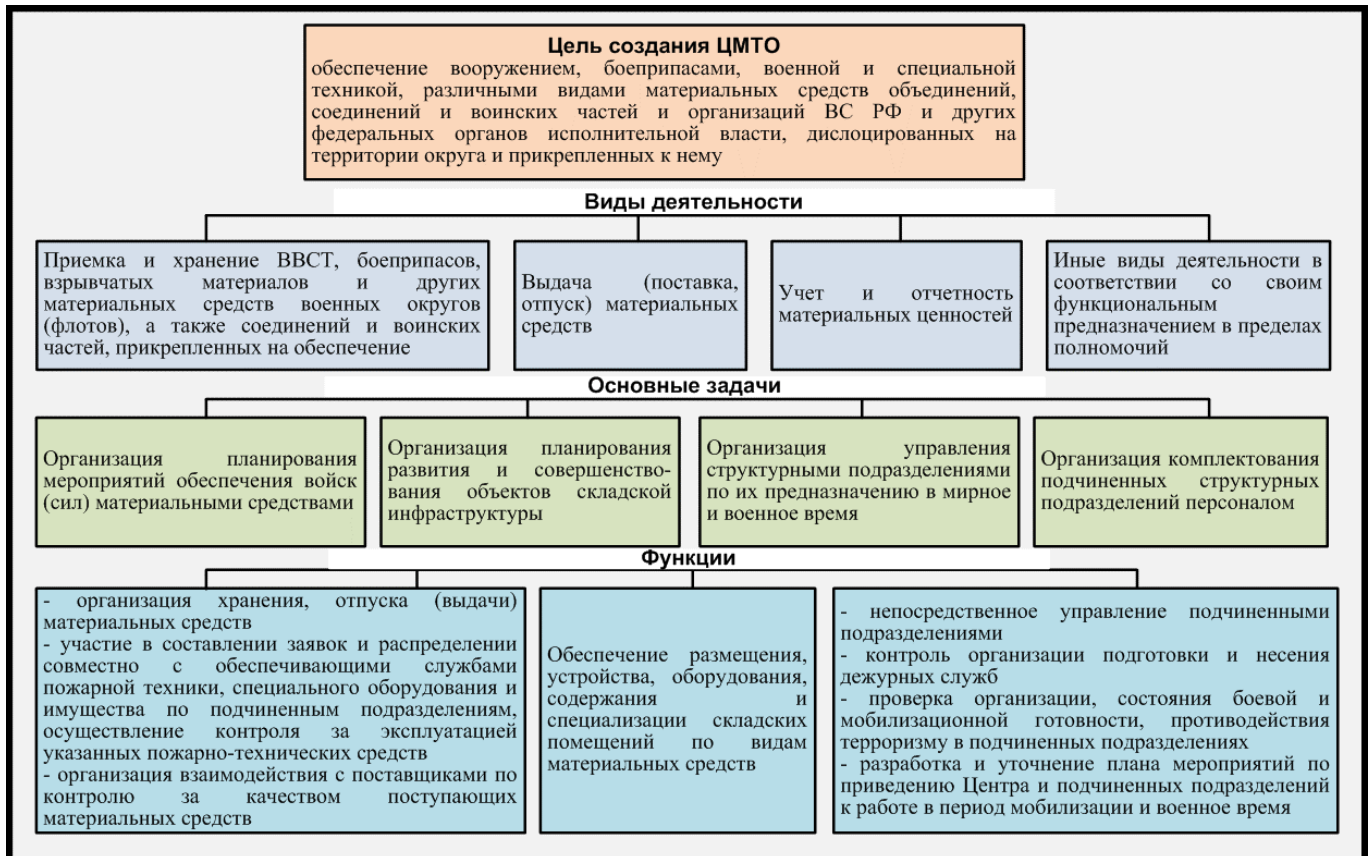 Цель создания ЦМТО
обеспечение вооружением, боеприпасами, военной и специальной
техникой, различными видами материальных средств объединений,
соединений и воинских частей и организаций ВС РФ и других
федеральных органов исполнительной власти, дислоцированных на
территории округа и прикрепленных к нему
Виды деятельности
Приемка и хранение ВВСТ, боеприпасов,
взрывчатых материалов и других
материальных средств военных округов
(флотов), а также соединений и воинских
частей, прикрепленных на обеспечение
Выдача (поставка,
отпуск) материальных
средств
Учет и отчетность
материальных ценностей
Иные виды деятельности в
соответствии со своим
функциональным
предназначением в пределах
полномочий
Основные задачи
Организация планирования
мероприятий обеспечения войск
(сил) материальными средствами
Организация планирования
развития и совершенство-
вания объектов складской
инфраструктуры
Организация управления
структурными подразделениями
по их предназначению в мирное
и военное время
Организация комплектования
подчиненных структурных
подразделений персоналом
Функции
- организация хранения, отпуска (выдачи)
материальных средств
- участие в составлении заявок и распределении
совместно с обеспечивающими службами
пожарной техники, специального оборудования и
имущества по подчиненным подразделениям,
осуществление контроля за эксплуатацией
указанных пожарно-технических средств
- организация взаимодействия с поставщиками по
контролю за качеством поступающих
материальных средств
Обеспечение размещения,
устройства, оборудования,
содержания и
специализации складских
помещений по видам
материальных средств
- непосредственное управление подчиненными
подразделениями
- контроль организации подготовки и несения
дежурных служб
- проверка организации, состояния боевой и
мобилизационной готовности, противодействия
терроризму в подчиненных подразделениях
- разработка и уточнение плана мероприятий по
приведению Центра и подчиненных подразделений
к работе в период мобилизации и военное время